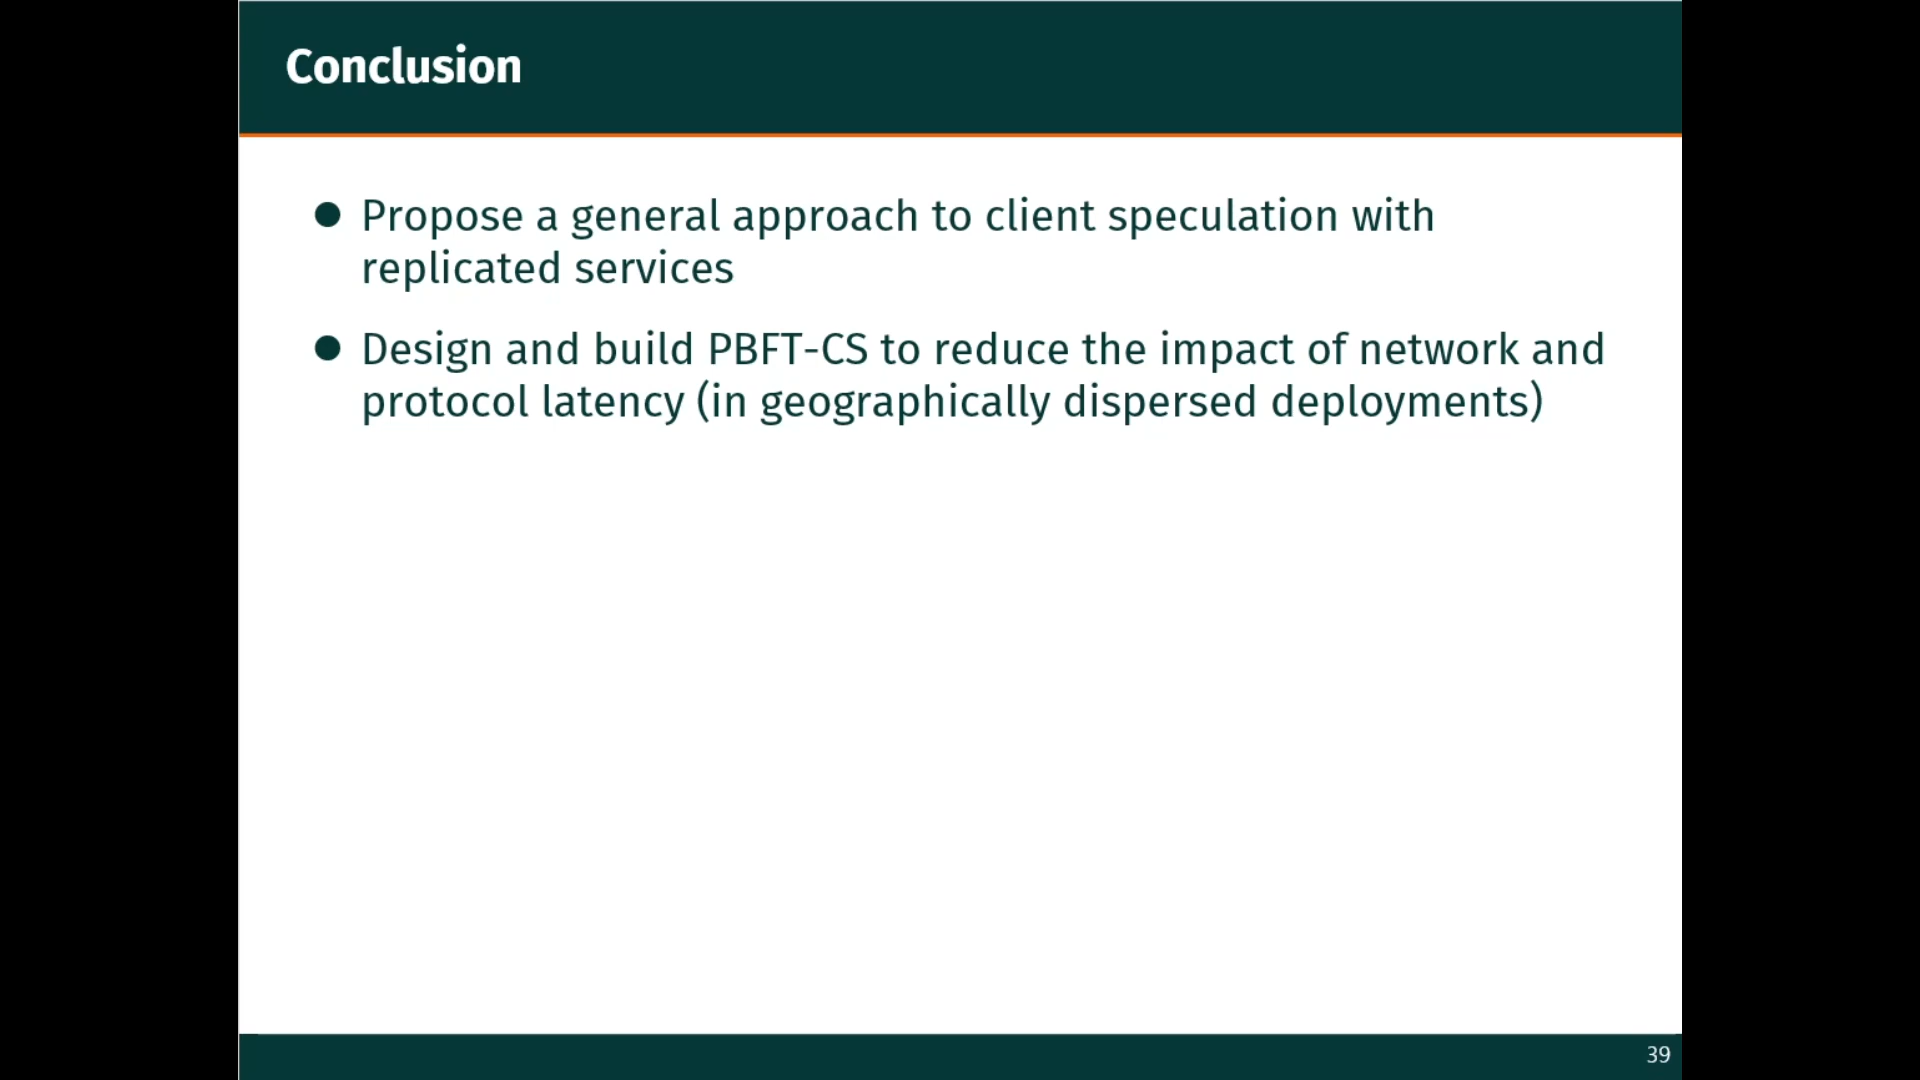 Conclusion
● Propose a general approach to client speculation with
replicated services
● Design and build PBFT-CS to reduce the impact of network and
protocol latency (in geographically dispersed deployments)
39